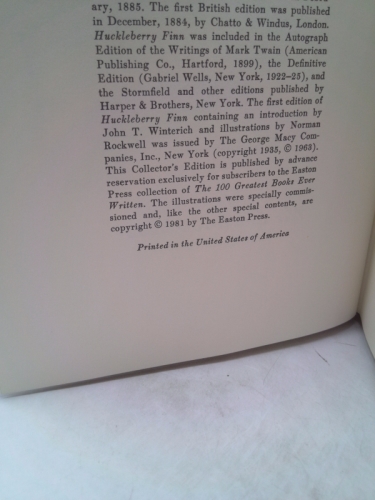 ary, 1885. The first British edition was published
in December, 1884, by Chatto & Windus, London.
Huckleberry Finn was included in the Autograph
Edition of the Writings of Mark Twain (American
Publishing Co., Hartford, 1899), the Definitive
Edition (Gabriel Wells, New York, 1922-25), and
the Stormfield and other editions published by
Harper & Brothers, New York. The first edition of
Huckleberry Finn containing an introduction by
John T. Winterich and illustrations by Norman
Rockwell was issued by The George Macy Com-
panies, Inc., New York (copyright 1935, © 1963).
This Collector's Edition is published by advance
reservation exclusively for subscribers to the Easton
Press collection of The 100 Greatest Books Ever
Written. The illustrations were specially commis-
sioned and, like the other special contents, are
copyright © 1981 by The Easton Press.
Printed in the United States of America